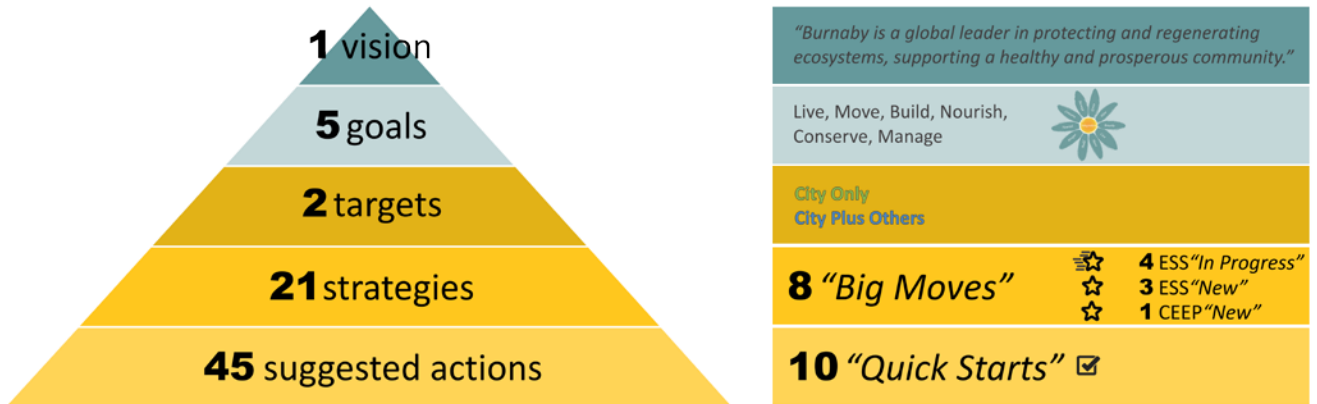 1 vision
5 goals
2 targets
21 strategies
45 suggested actions
“Burnaby is a global leader in protecting and regenerating
ecosystems, supporting a healthy and prosperous community.”
Live, Move, Build, Nourish,
Conserve, Manage
City Only
City Plus Others
8 “Big Moves”
4 ESS“In Progress”
3 ESS“New”
1 CEEP“New”
10 “Quick Starts”